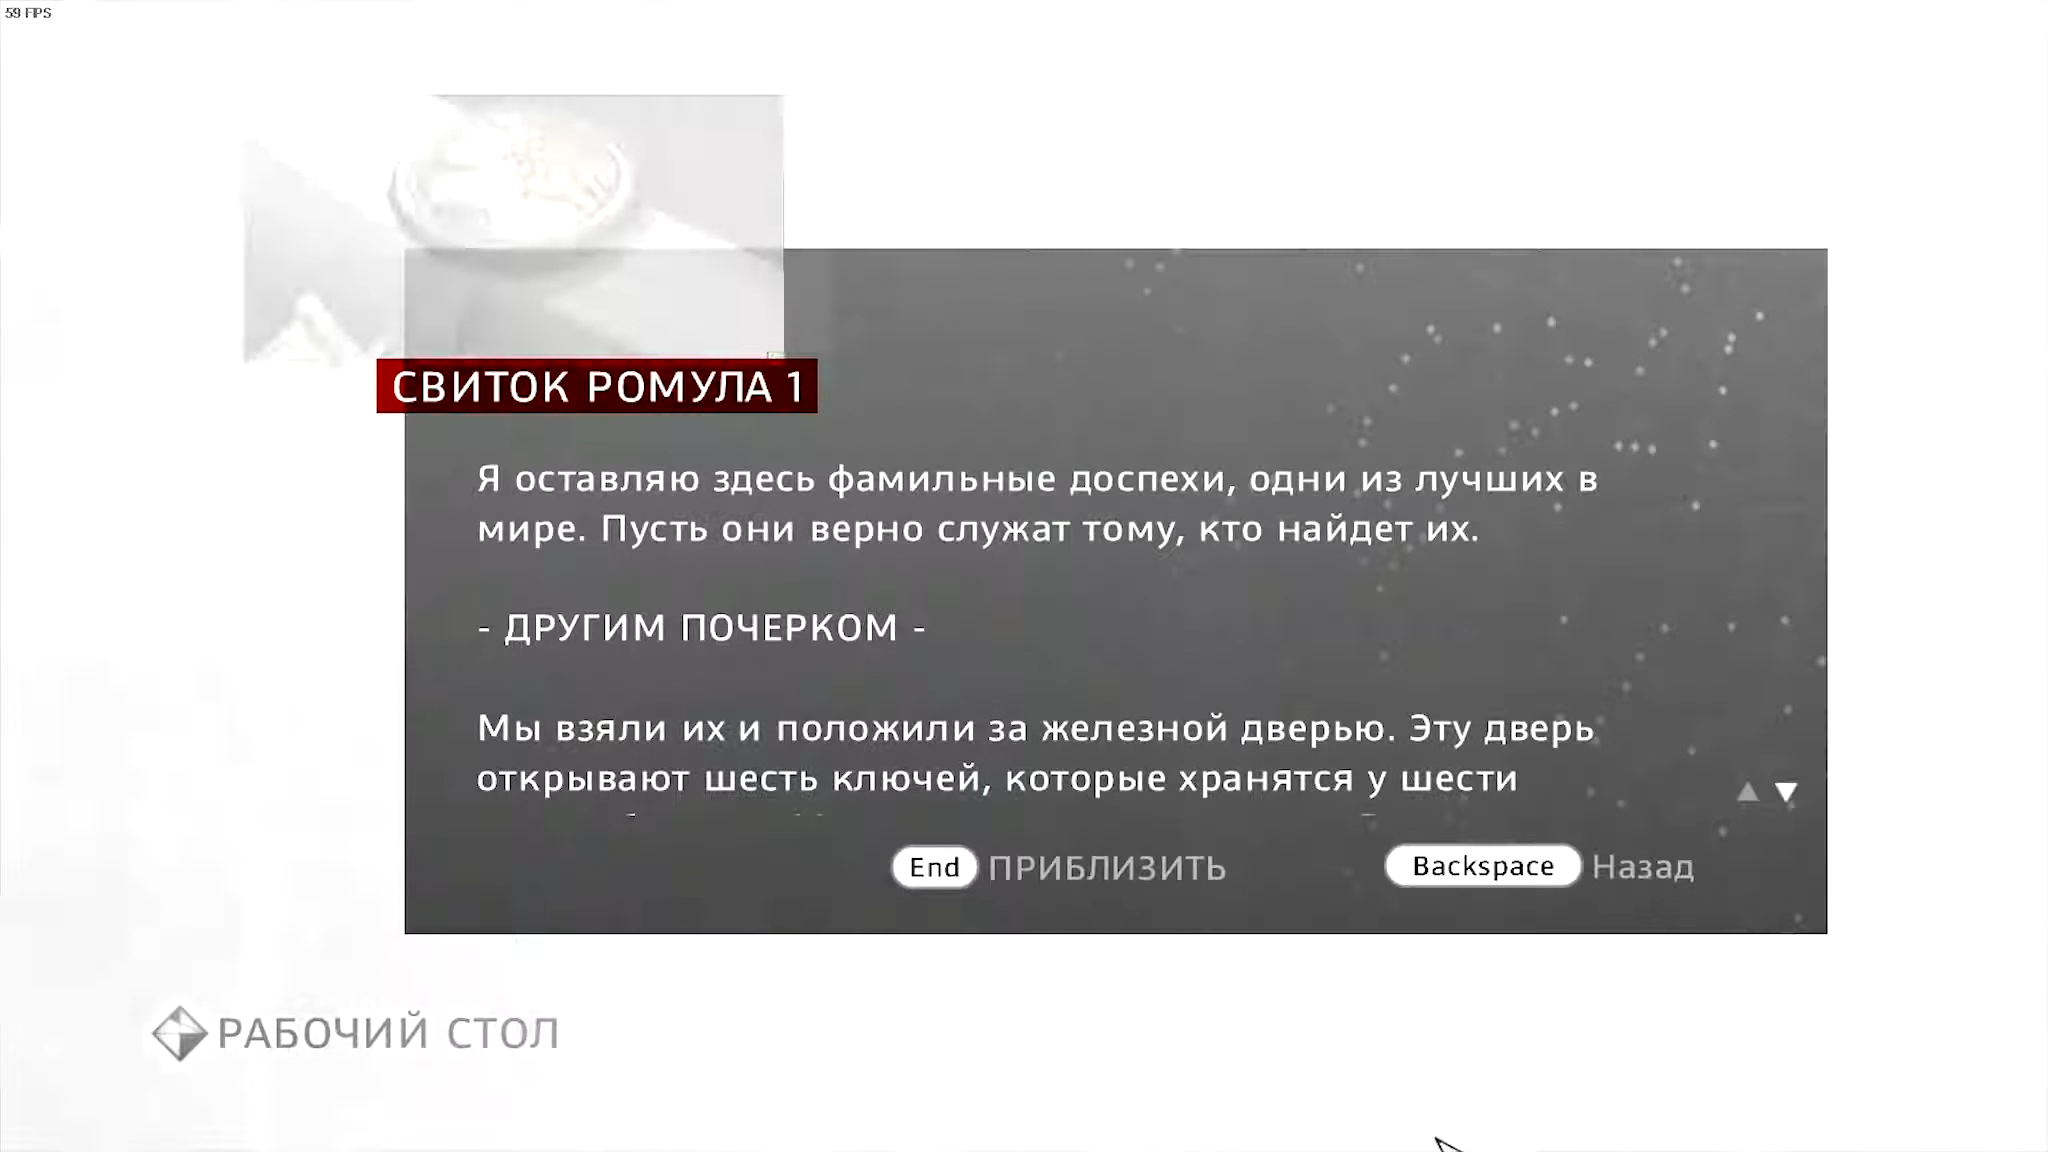 59 FPS
СВИТОК РОМУЛА 1
Я оставляю здесь фамильные доспехи, одни из лучших в
мире. Пусть они верно служат тому, кто найдет их.
- ДРУГИМ ПОЧЕРКОМ -
Мы взяли их и положили за железной дверью. Эту дверь
открывают шесть ключей, которые хранятся у шести
End ПРИБЛИЗИТЬ
Backspace Назад
РАБОЧИЙ СТОЛ